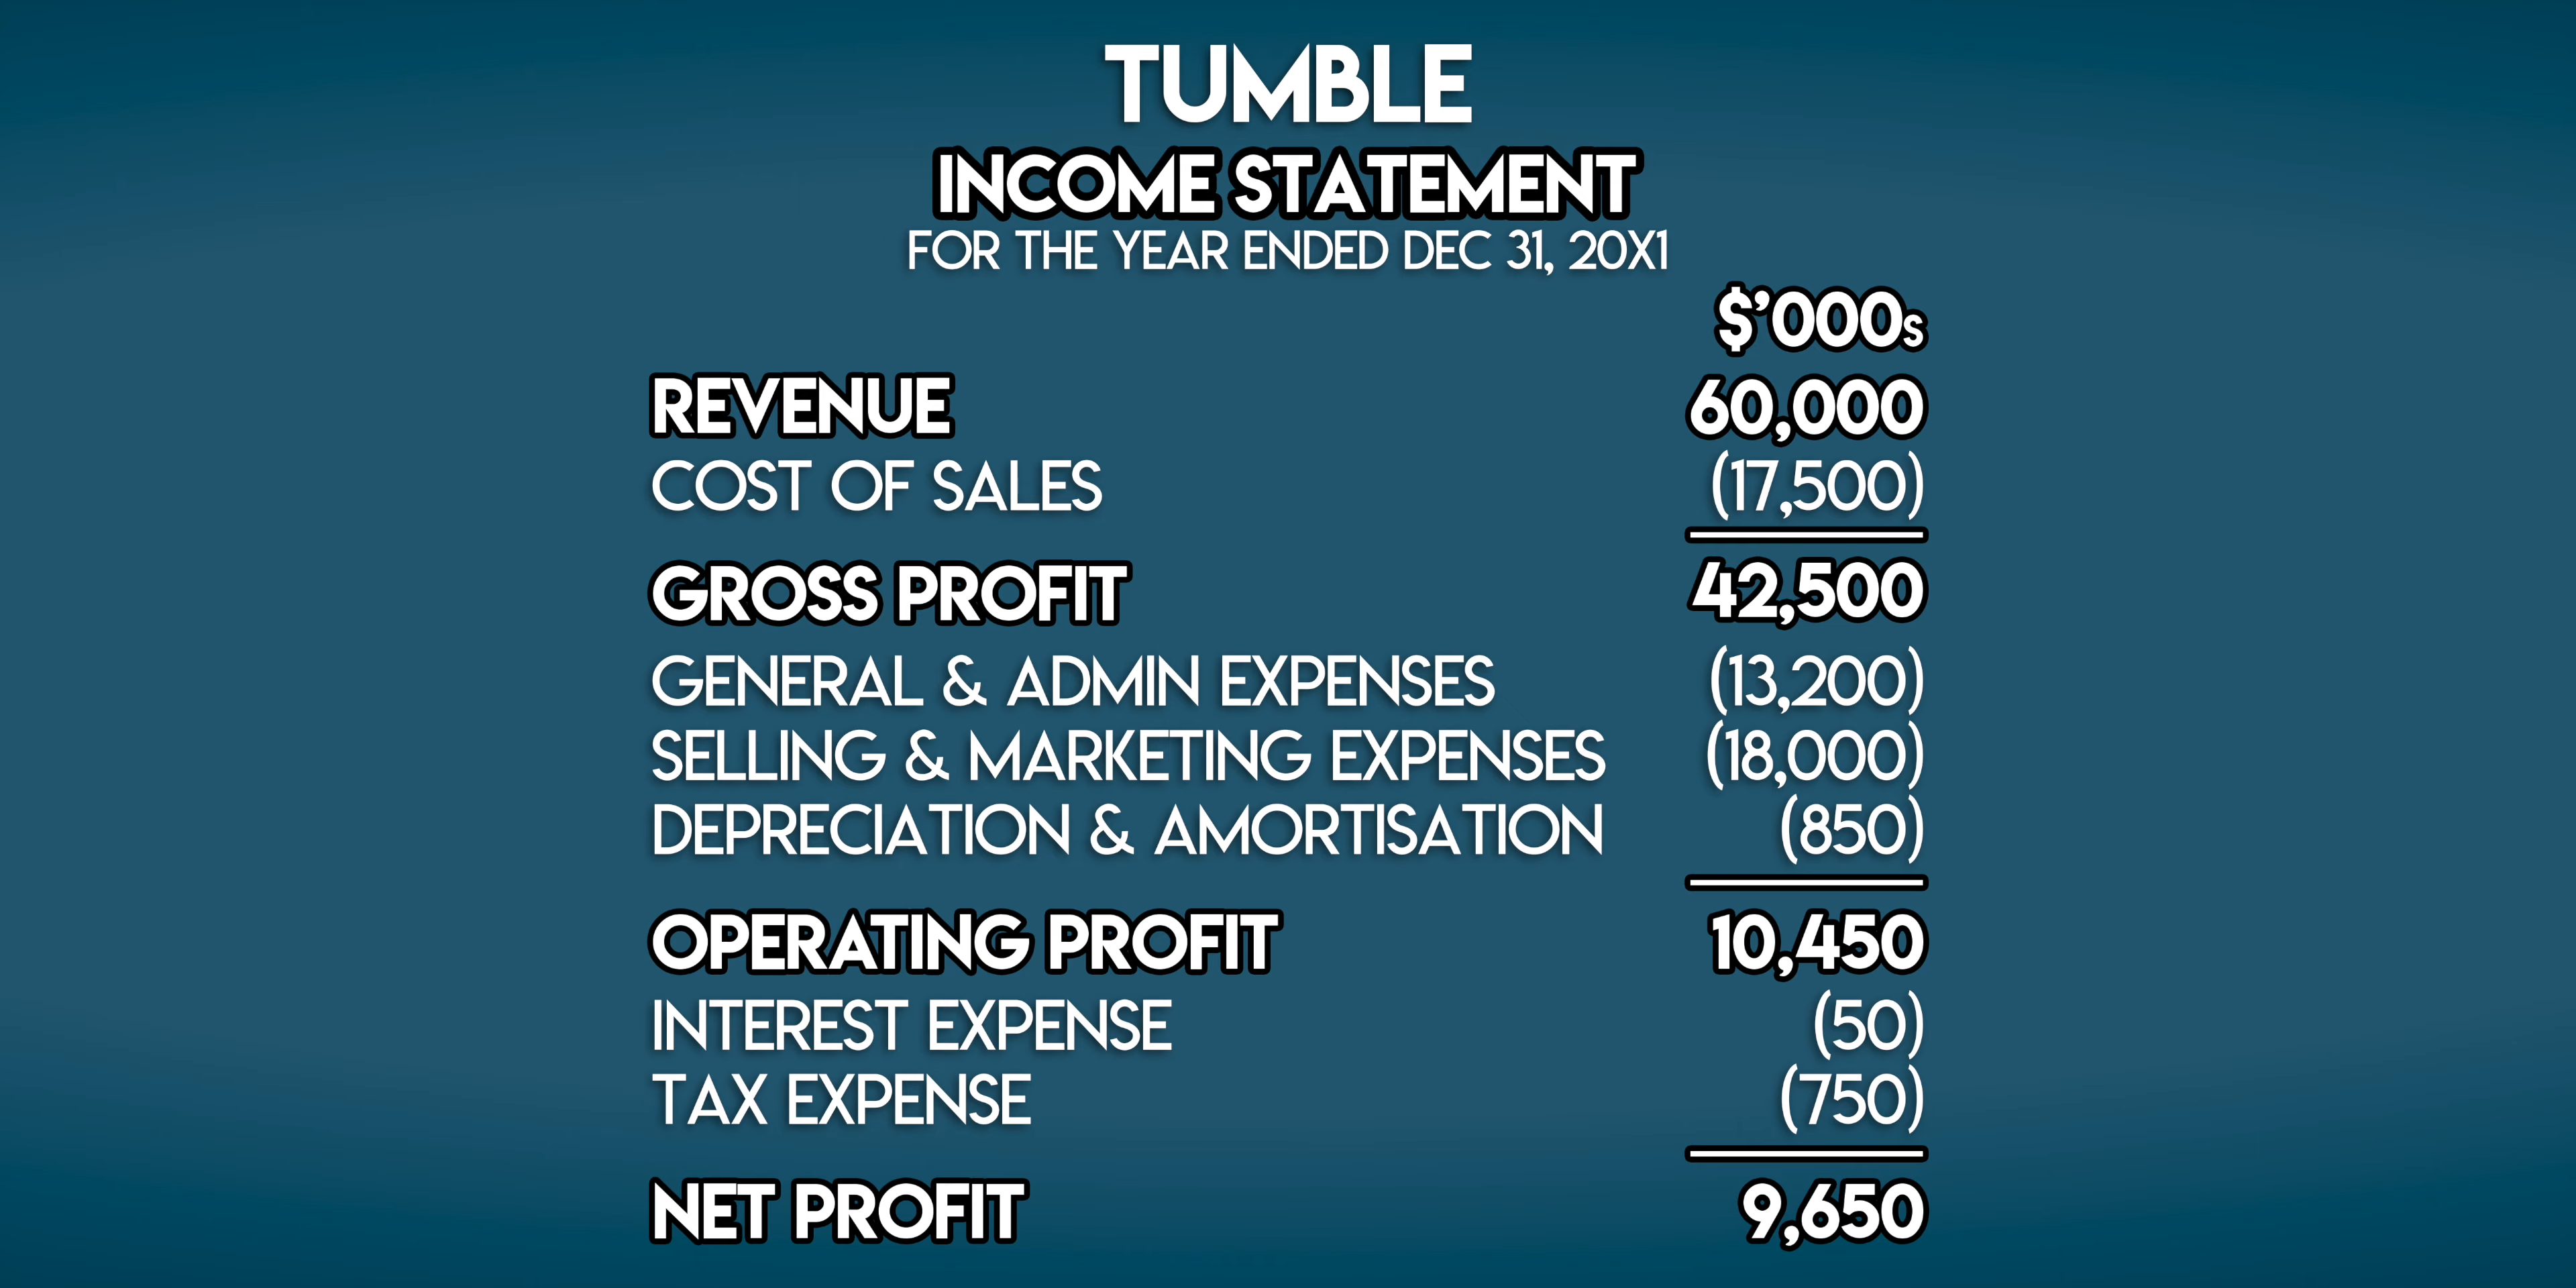 TUMBLE
INCOME STATEMENT
FOR THE YEAR ENDED DEC 31, 20X1
$'000s
REVENUE 60,000
COST OF SALES (17,500)
GROSS PROFIT 42,500
GENERAL & ADMIN EXPENSES (13,200)
SELLING & MARKETING EXPENSES (18,000)
DEPRECIATION & AMORTISATION (850)
OPERATING PROFIT 10,450
INTEREST EXPENSE (50)
TAX EXPENSE (750)
NET PROFIT 9,650